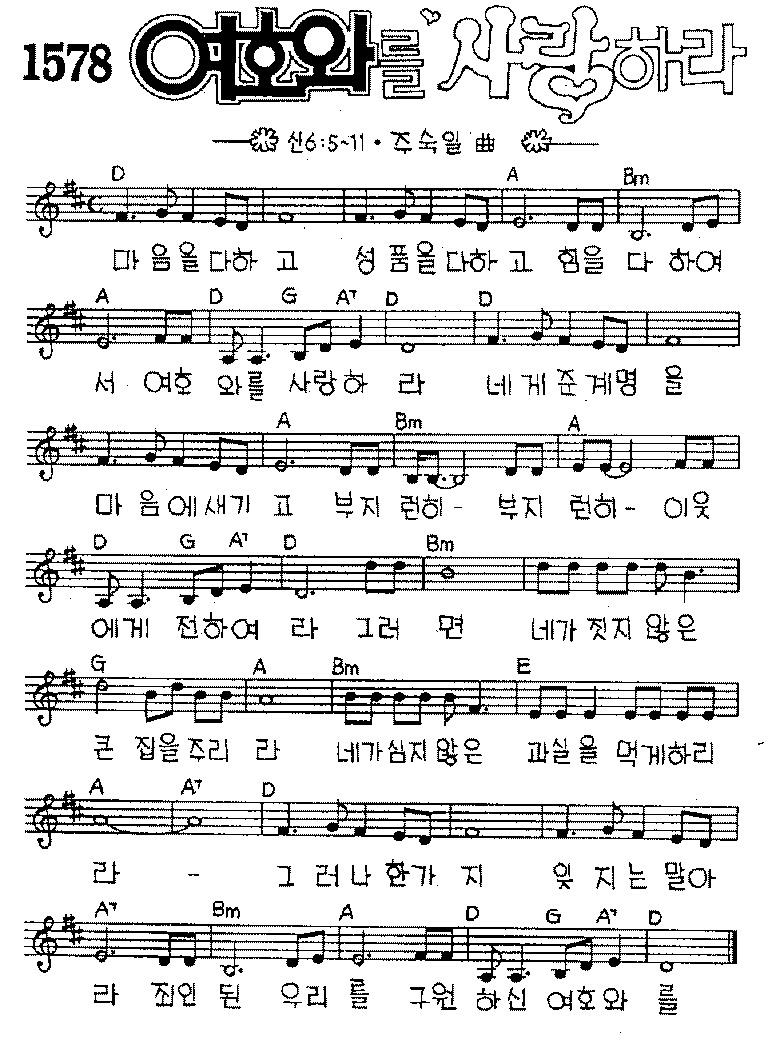 1578 여호와를 사랑하라
신6:5~11 • 주숙일 曲
D A Bm
마 음을 다하 고 성 품을 다하 고 힘을 다 하여
A D G A7 D D
서 여호 와를 사랑하 라 네 게 준 계명 을
A Bm A
마 음에새기 고 부지 런히 - 부지 런히 - 이웃
D G A7 D Bm
에게 전하여 라 그러 면 네가 짓지 않은
G A Bm E
큰 집을 주리 라 네가심지 않은 과실을 먹게하리
A A7 D
라 - 그 러나 한가 지 잊 지는 말아
A7 Bm A D G A7 D
라 죄인 된 우리 를 구원 하신 여호와 를